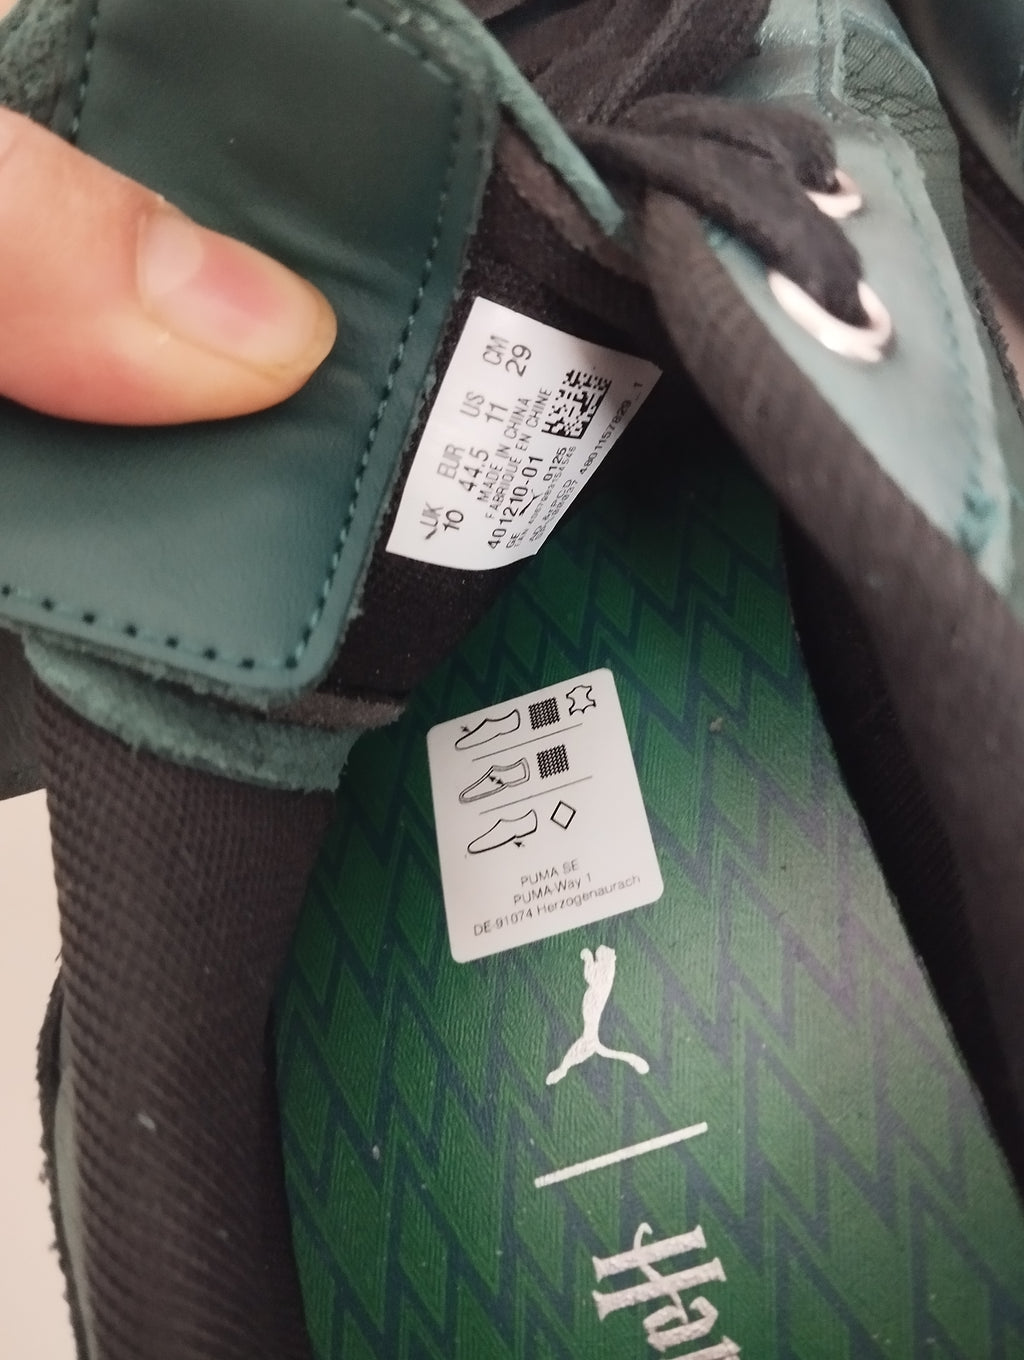 UK EUR US CM
10 44.5 11 29
MADE IN CHINA
FABRIQUE EN CHINE
401210-01
0125
PUMA SE
PUMA-Way 1
DE-91074 Herzogenaurach